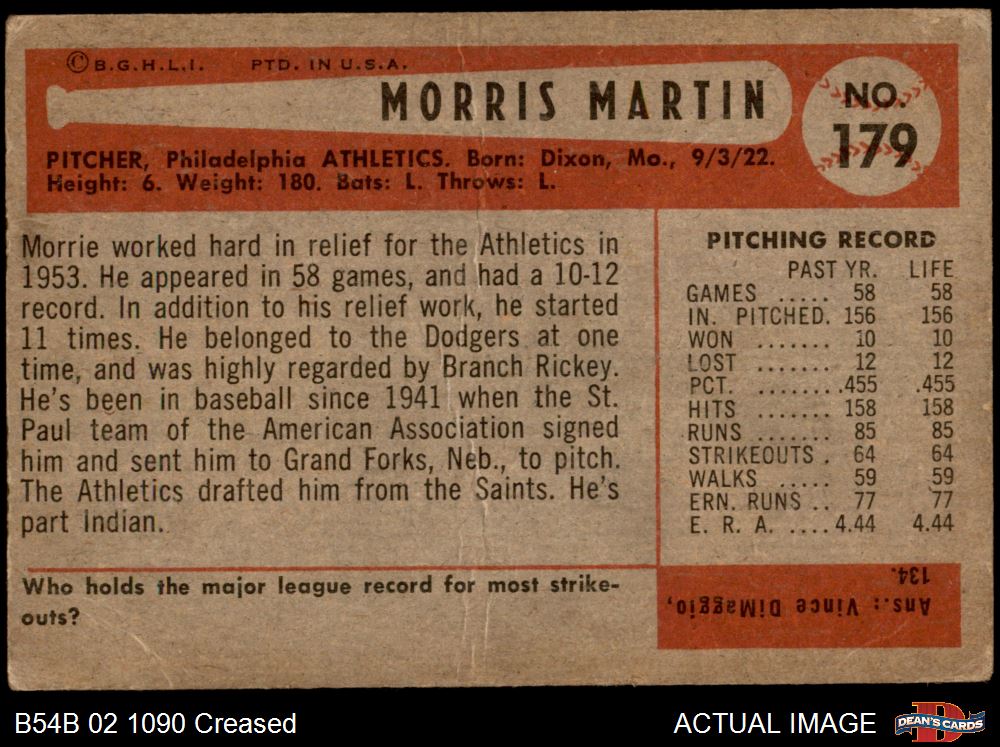 © B.G.H.L.I. PTD. IN U.S.A.
MORRIS MARTIN
NO.
179
PITCHER, Philadelphia ATHLETICS. Born: Dixon, Mo., 9/3/22.
Height: 6. Weight: 180. Bats: L. Throws: L.
Morrie worked hard in relief for the Athletics in
1953. He appeared in 58 games, and had a 10-12
record. In addition to his relief work, he started
11 times. He belonged to the Dodgers at one
time, and was highly regarded by Branch Rickey.
He's been in baseball since 1941 when the St.
Paul team of the American Association signed
him and sent him to Grand Forks, Neb., to pitch.
The Athletics drafted him from the Saints. He's
part Indian.
Who holds the major league record for most strike-
outs?
PITCHING RECORD
PAST YR. LIFE
GAMES ..... 58 58
IN. PITCHED. 156 156
WON ....... 10 10
LOST ....... 12 12
PCT. ........455 .455
HITS ....... 158 158
RUNS ....... 85 85
STRIKEOUTS . 64 64
WALKS ..... 59 59
ERN. RUNS .. 77 77
E. R. A. ....4.44 4.44
Ans.: Vince DiMaggio,
134.
B54B 02 1090 Creased
ACTUAL IMAGE
D
DEAN'S CARDS